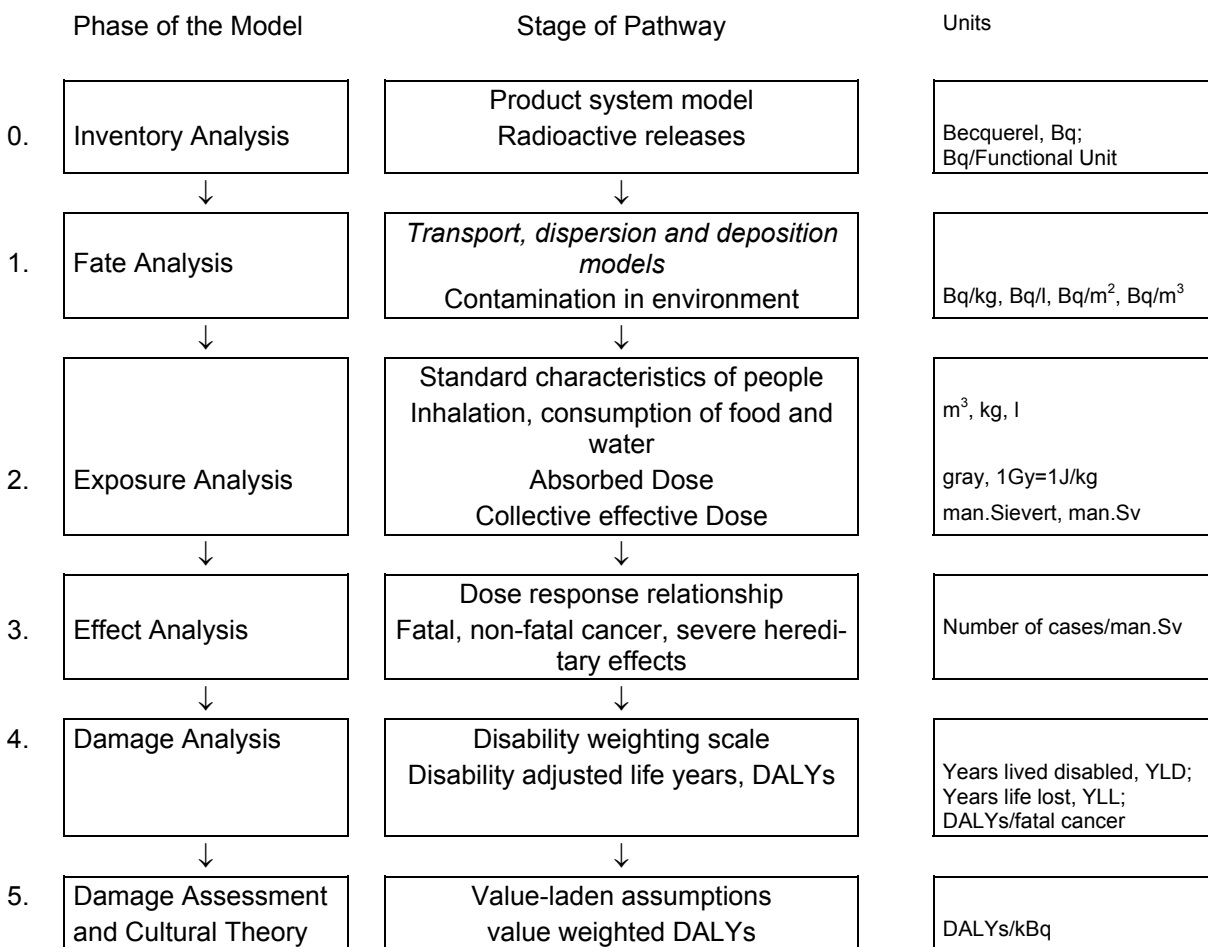 Phase of the Model Stage of Pathway Units
Product system model
0. Inventory Analysis Radioactive releases Becquerel, Bq;
Bq/Functional Unit
↓ ↓
Transport, dispersion and deposition
1. Fate Analysis models
Contamination in environment Bq/kg, Bq/l, Bq/m², Bq/m³
↓ ↓
Standard characteristics of people
Inhalation, consumption of food and m³, kg, l
water
2. Exposure Analysis Absorbed Dose gray, 1Gy=1J/kg
Collective effective Dose man.Sievert, man.Sv
↓ ↓
Dose response relationship
3. Effect Analysis Fatal, non-fatal cancer, severe heredi- Number of cases/man.Sv
tary effects
↓ ↓
4. Damage Analysis Disability weighting scale
Disability adjusted life years, DALYs Years lived disabled, YLD;
Years life lost, YLL;
DALYs/fatal cancer
↓ ↓
5. Damage Assessment Value-laden assumptions
and Cultural Theory value weighted DALYs DALYs/kBq